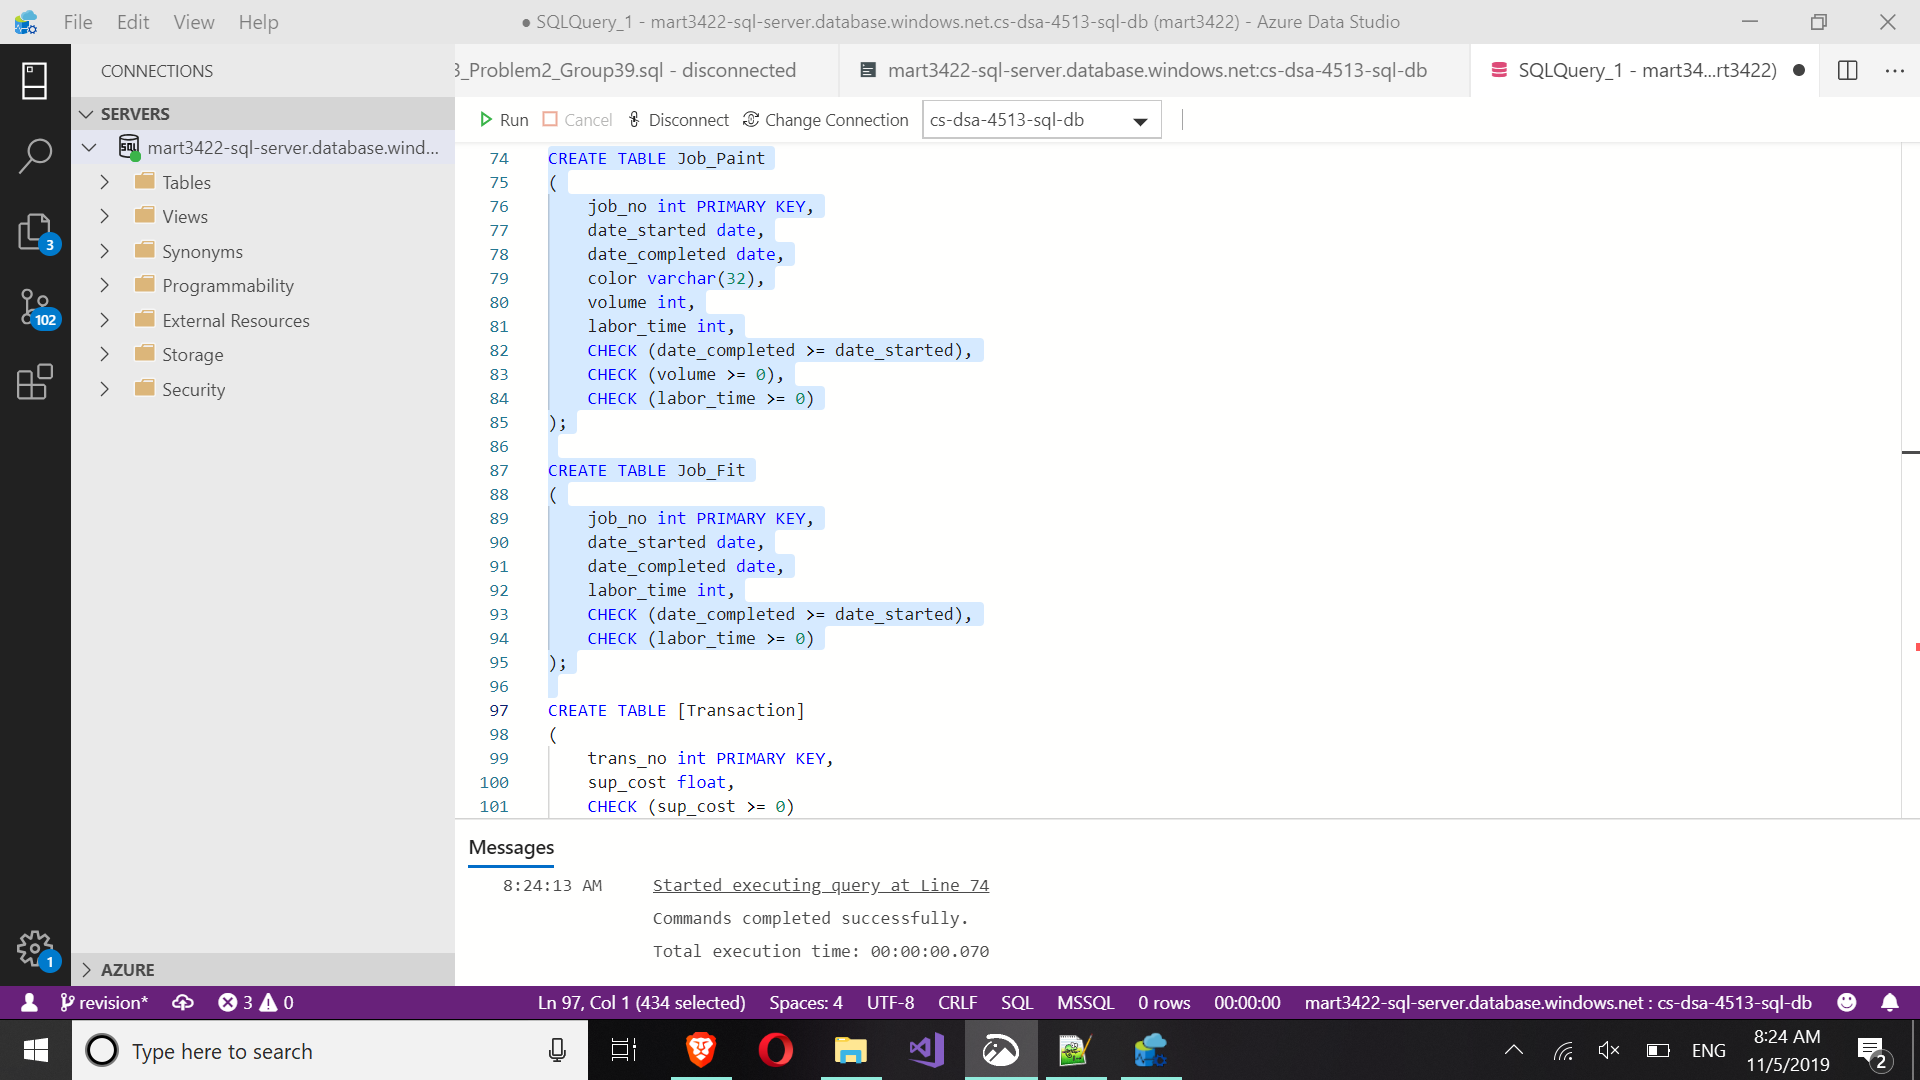 File Edit View Help
● SQLQuery_1 - mart3422-sql-server.database.windows.net.cs-dsa-4513-sql-db (mart3422) - Azure Data Studio
CONNECTIONS
3_Problem2_Group39.sql - disconnected
mart3422-sql-server.database.windows.net:cs-dsa-4513-sql-db
SQLQuery_1 - mart34...rt3422) ●
SERVERS
Run Cancel Disconnect Change Connection cs-dsa-4513-sql-db
mart3422-sql-server.database.wind...
Tables
Views
Synonyms
Programmability
External Resources
Storage
Security
3
102
1
AZURE
74 CREATE TABLE Job_Paint
75 (
76 job_no int PRIMARY KEY,
77 date_started date,
78 date_completed date,
79 color varchar(32),
80 volume int,
81 labor_time int,
82 CHECK (date_completed >= date_started),
83 CHECK (volume >= 0),
84 CHECK (labor_time >= 0)
85 );
86
87 CREATE TABLE Job_Fit
88 (
89 job_no int PRIMARY KEY,
90 date_started date,
91 date_completed date,
92 labor_time int,
93 CHECK (date_completed >= date_started),
94 CHECK (labor_time >= 0)
95 );
96
97 CREATE TABLE [Transaction]
98 (
99 trans_no int PRIMARY KEY,
100 sup_cost float,
101 CHECK (sup_cost >= 0)
Messages
8:24:13 AM Started executing query at Line 74
Commands completed successfully.
Total execution time: 00:00:00.070
revision* 3 0 Ln 97, Col 1 (434 selected) Spaces: 4 UTF-8 CRLF SQL MSSQL 0 rows 00:00:00 mart3422-sql-server.database.windows.net : cs-dsa-4513-sql-db
Type here to search
ENG
8:24 AM
11/5/2019
2